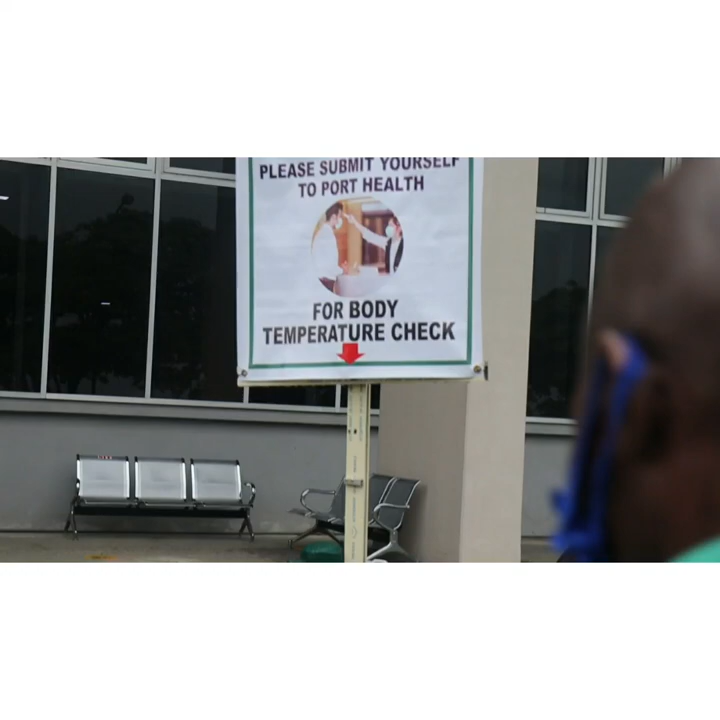 PLEASE SUBMIT YOURSELF
TO PORT HEALTH
FOR BODY
TEMPERATURE CHECK